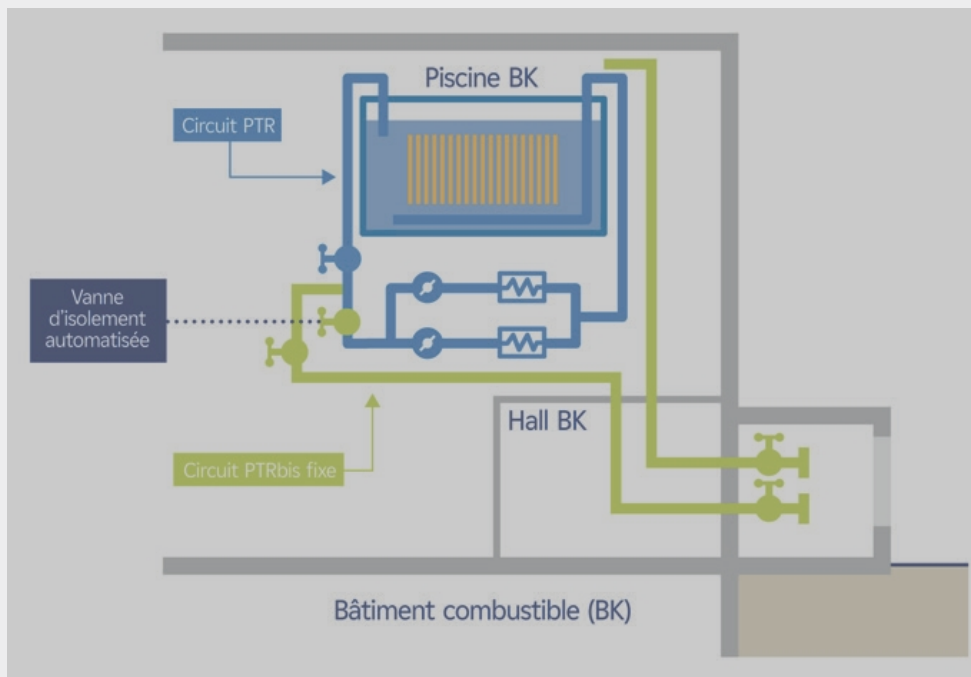 Piscine BK
Circuit PTR
Vanne
d'isolement
automatisée
Hall BK
Circuit PTRbis fixe
Bâtiment combustible (BK)